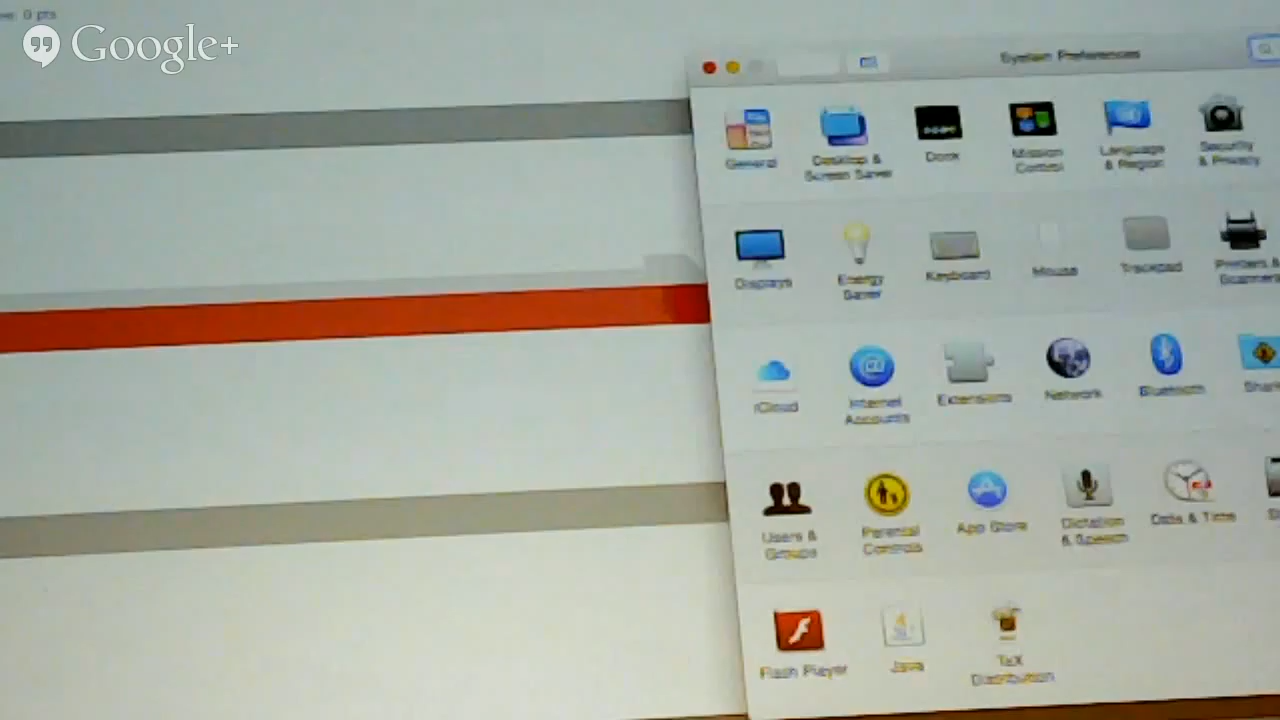 0 pts
Google+
System Preferences
General
Desktop &
Screen Saver
Dock
Mission
Control
Language
& Region
Security
& Privacy
Displays
Energy
Saver
Keyboard
Mouse
Trackpad
Printers &
iCloud
Internet
Accounts
Extensions
Network
Bluetooth
Users &
Groups
Parental
Controls
App Store
Dictation
& Speech
Date & Time
Flash Player
Java
TeX
Distribution